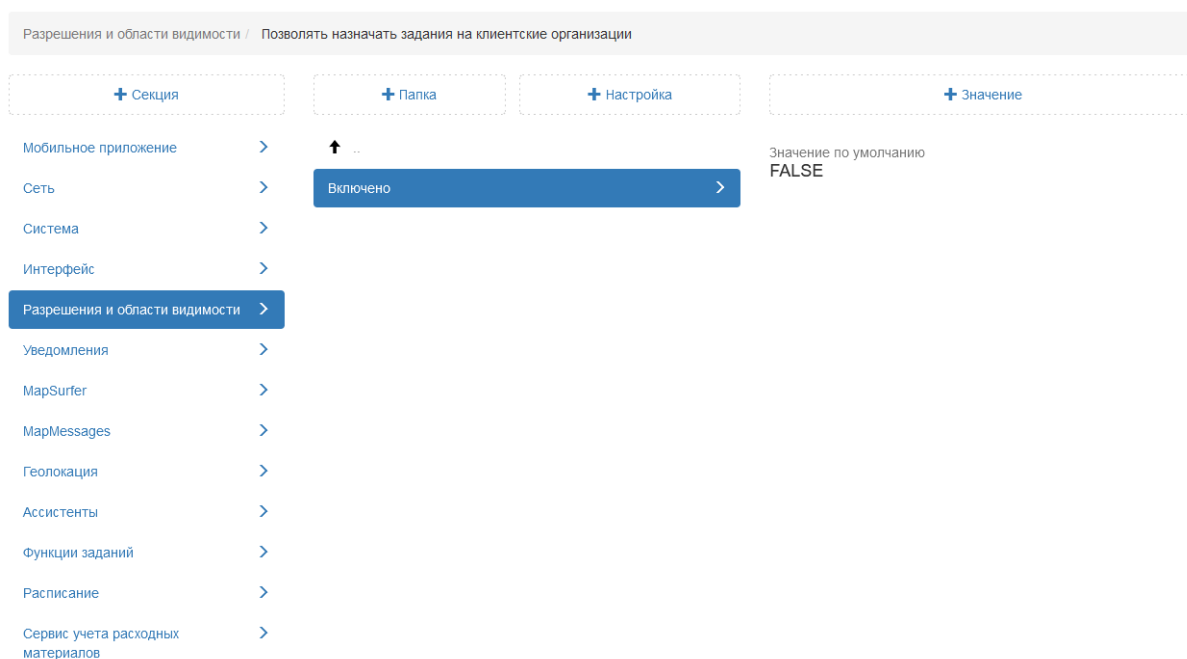 Разрешения и области видимости / Позволять назначать задания на клиентские организации
+ Секция
+ Папка
+ Настройка
+ Значение
Мобильное приложение
Сеть
Система
Интерфейс
Разрешения и области видимости
Уведомления
MapSurfer
MapMessages
Геолокация
Ассистенты
Функции заданий
Расписание
Сервис учета расходных
материалов
..
Включено
Значение по умолчанию
FALSE